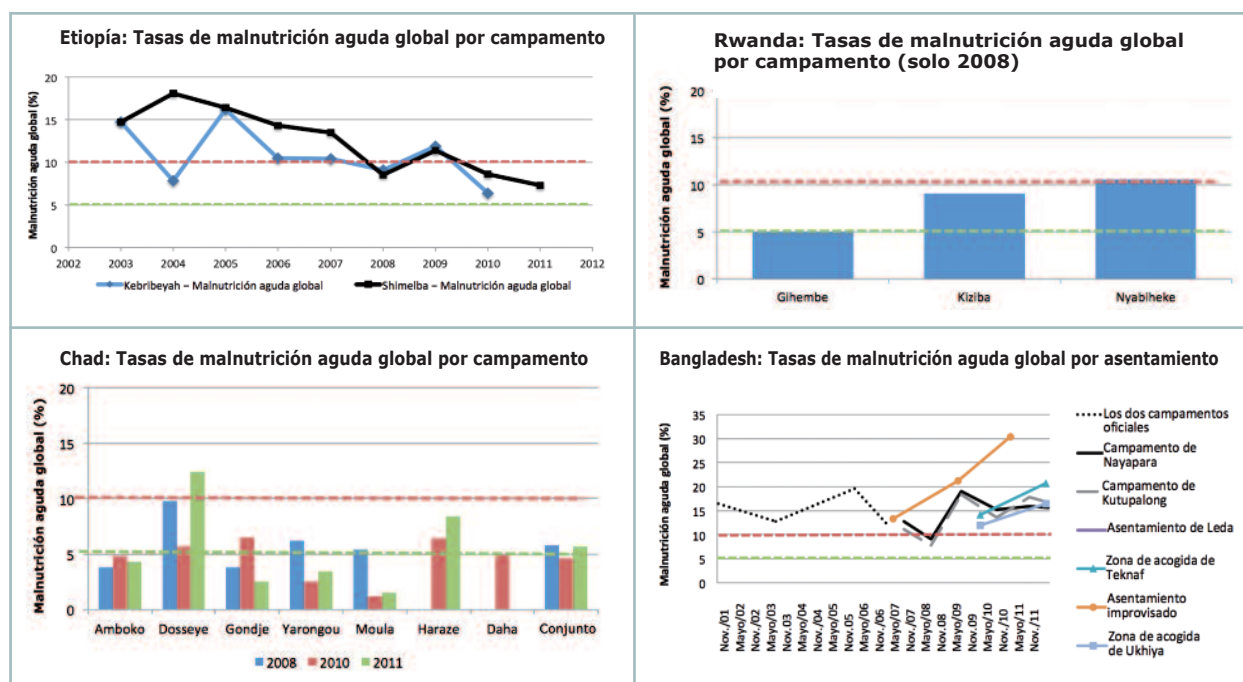 Etiopía: Tasas de malnutrición aguda global por campamento
Malnutrición aguda global (%)
20
15
10
5
0
2002 2003 2004 2005 2006 2007 2008 2009 2010 2011 2012
Kebribeyah – Malnutrición aguda global
Shimelba – Malnutrición aguda global
Rwanda: Tasas de malnutrición aguda global
por campamento (solo 2008)
Malnutrición aguda global (%)
20
15
10
5
0
Gihembe Kiziba Nyabiheke
Chad: Tasas de malnutrición aguda global por campamento
Malnutrición aguda global (%)
20
15
10
5
0
Amboko Dosseye Gondje Yarongou Moula Haraze Daha Conjunto
2008 2010 2011
Bangladesh: Tasas de malnutrición aguda global por asentamiento
Malnutrición aguda global (%)
35
30
25
20
15
10
5
0
Nov./01
Mayo/02
Nov./02
Mayo/03
Nov.03
Mayo/04
Nov./04
Mayo/05
Nov.05
Mayo/06
Nov./06
Mayo/07
Nov./07
Mayo/08
Nov.08
Mayo/09
Nov.09
Mayo/10
Nov./10
Mayo/11
Nov./11
Los dos campamentos
oficiales
Campamento de
Nayapara
Campamento de
Kutupalong
Asentamiento de Leda
Zona de acogida de
Teknaf
Asentamiento
improvisado
Zona de acogida
de Ukhiya